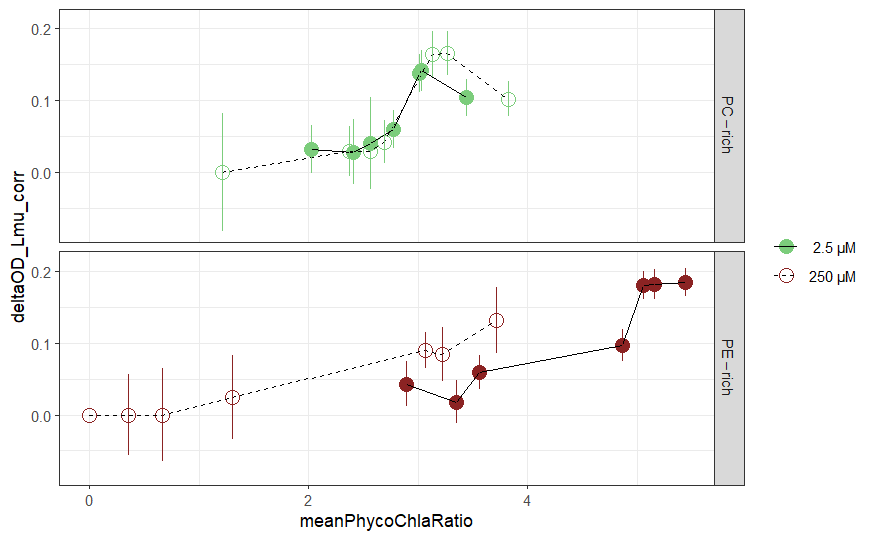 0.2
0.1
0.0
PC−rich
0.2
0.1
0.0
PE−rich
0
2
4
meanPhycoChlaRatio
deltaOD_Lmu_corr
2.5 µM
250 µM